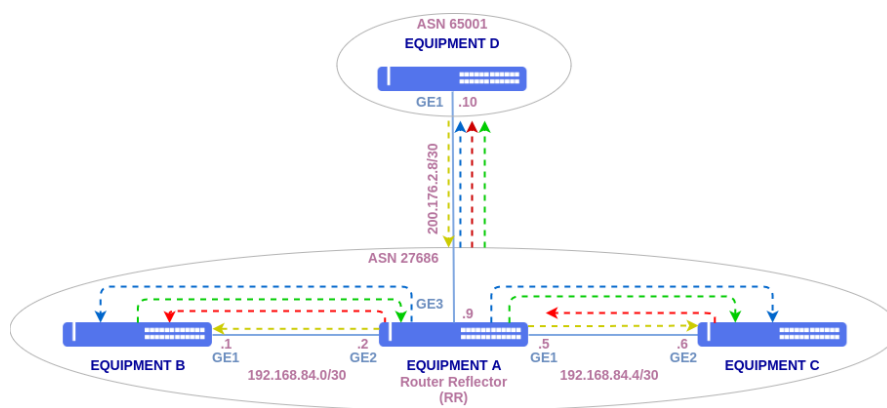 ASN 65001
EQUIPMENT D
GE1 .10
200.176.2.8/30
ASN 27686
GE3
.9
EQUIPMENT B
.1
GE1
192.168.84.0/30
.2
GE2
EQUIPMENT A
Router Reflector
(RR)
.5
GE1
192.168.84.4/30
.6
GE2
EQUIPMENT C